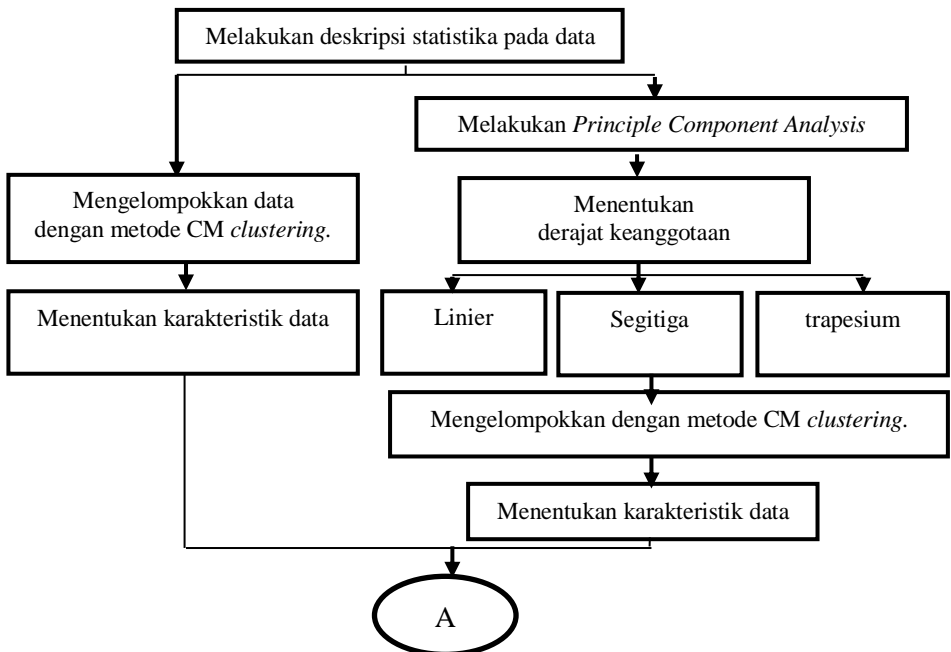 Melakukan deskripsi statistika pada data
Melakukan Principle Component Analysis
Mengelompokkan data
dengan metode CM clustering.
Menentukan
derajat keanggotaan
Menentukan karakteristik data
Linier
Segitiga
trapesium
Mengelompokkan dengan metode CM clustering.
Menentukan karakteristik data
A